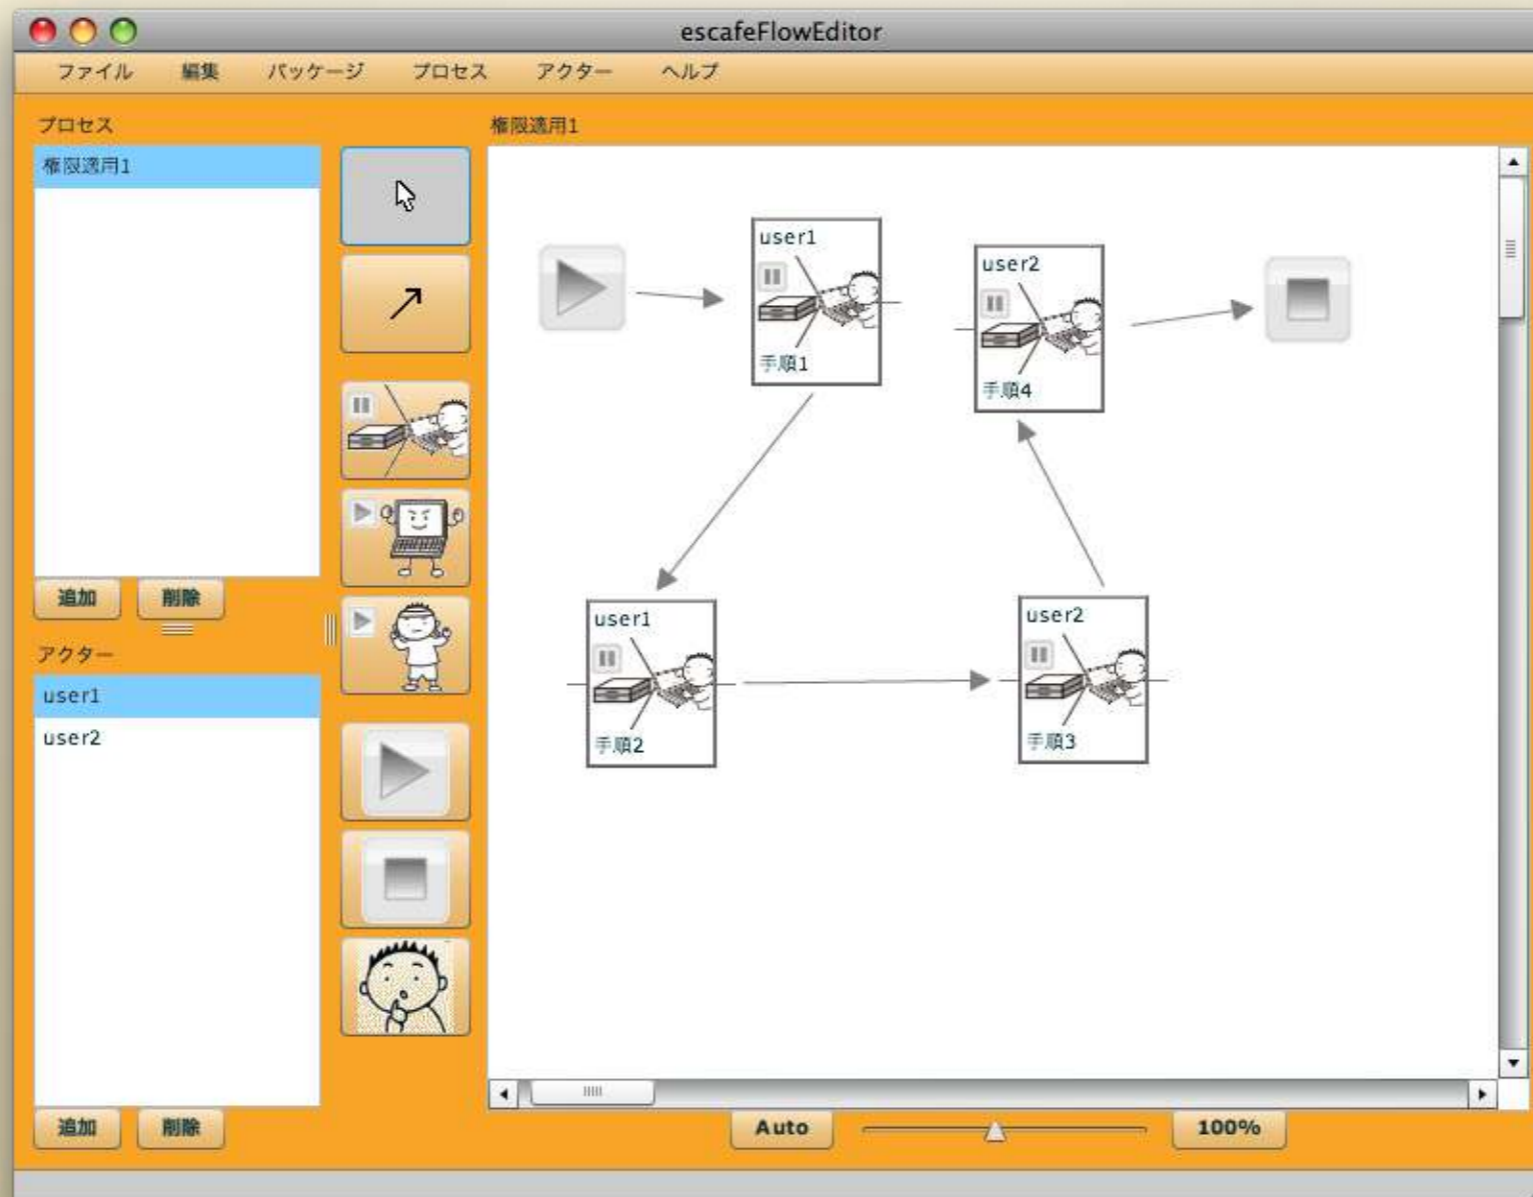 escafeFlowEditor
ファイル 編集 パッケージ プロセス アクター ヘルプ
プロセス
権限適用1
追加 削除
アクター
user1
user2
追加 削除
権限適用1
user1
手順1
user2
手順4
user1
手順2
user2
手順3
Auto 100%